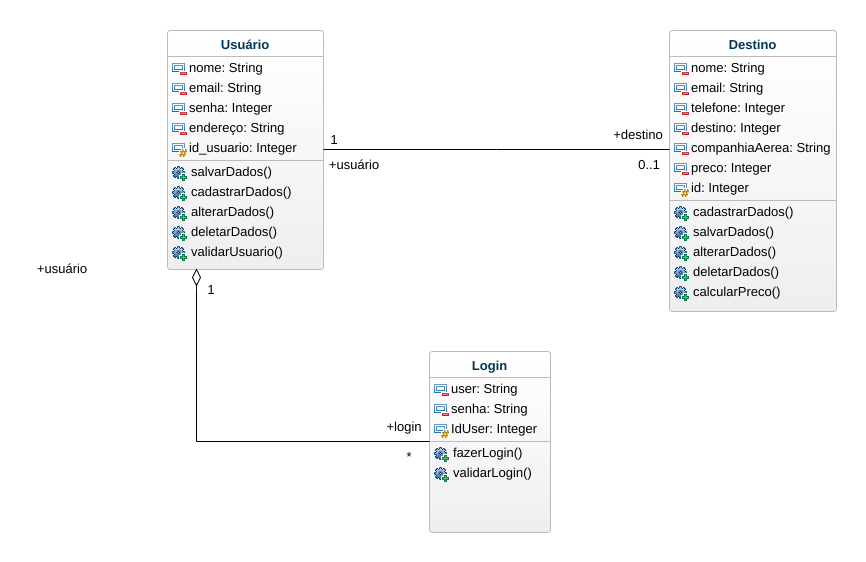 Usuário
nome: String
email: String
senha: Integer
endereço: String
id_usuario: Integer
salvarDados()
cadastrarDados()
alterarDados()
deletarDados()
validarUsuario()
1
+usuário
+destino
0..1
Destino
nome: String
email: String
telefone: Integer
destino: Integer
companhiaAerea: String
preco: Integer
id: Integer
cadastrarDados()
salvarDados()
alterarDados()
deletarDados()
calcularPreco()
+usuário
1
+login
*
Login
user: String
senha: String
IdUser: Integer
fazerLogin()
validarLogin()